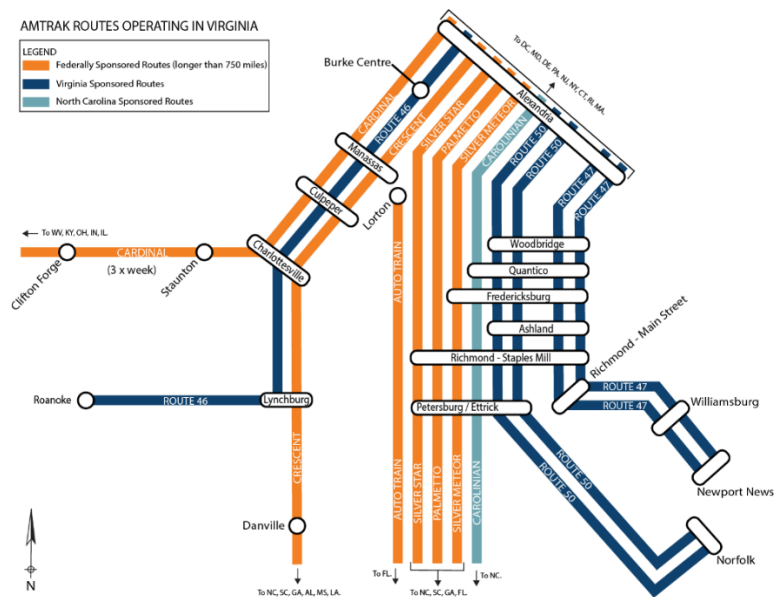 AMTRAK ROUTES OPERATING IN VIRGINIA
LEGEND
Federally Sponsored Routes (longer than 750 miles)
Virginia Sponsored Routes
North Carolina Sponsored Routes
To DC, MD, DE, PA, NJ, NY, CT, RI, MA.
Alexandria
Burke Centre
CARDINAL
ROUTE 46
CRESCENT
SILVER STAR
PALMETTO
SILVER METEOR
CAROLINIAN
ROUTE 50
ROUTE 50
ROUTE 47
ROUTE 47
Manassas
Culpeper
Lorton
Charlottesville
To WV, KY, OH, IN, IL.
CARDINAL
(3 x week)
Clifton Forge
Staunton
AUTO TRAIN
Woodbridge
Quantico
Fredericksburg
Ashland
Richmond - Staples Mill
Richmond - Main Street
Roanoke
ROUTE 46
Lynchburg
Petersburg / Ettrick
ROUTE 47
ROUTE 47
Williamsburg
Newport News
CRESCENT
AUTO TRAIN
SILVER STAR
PALMETTO
SILVER METEOR
CAROLINIAN
ROUTE 50
ROUTE 50
Norfolk
Danville
N
To NC, SC, GA, AL, MS, LA.
To FL.
To NC, SC, GA, FL.
To NC.